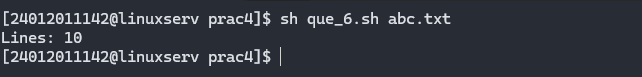 [24012011142@linuxserv prac4]$ sh que_6.sh abc.txt
Lines: 10
[24012011142@linuxserv prac4]$